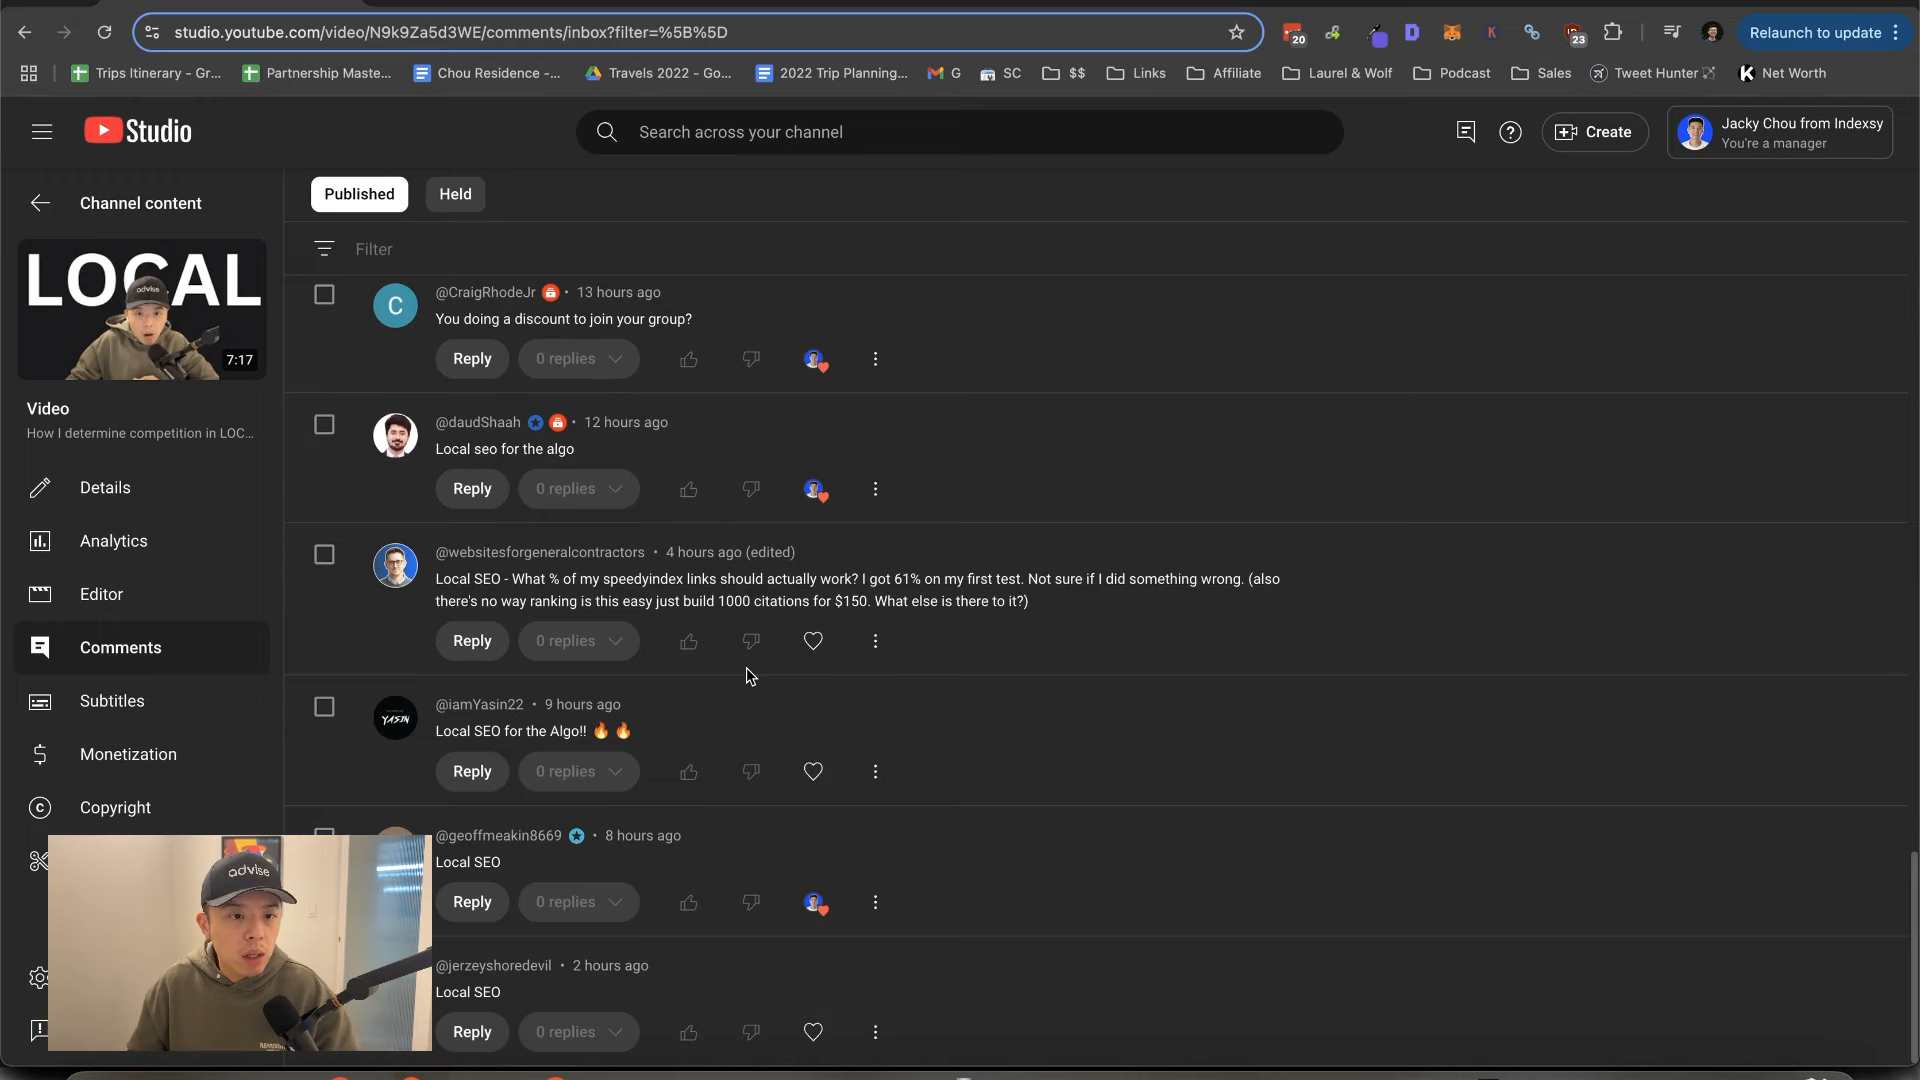 studio.youtube.com/video/N9k9Za5d3WE/comments/inbox?filter=%5B%5D
20
K
23
Relaunch to update
Trips Itinerary - Gr...
Partnership Maste...
Chou Residence -...
Travels 2022 - Go...
2022 Trip Planning...
G
SC
$$
Links
Affiliate
Laurel & Wolf
Podcast
Sales
Tweet Hunter
Net Worth
Studio
Search across your channel
Create
Jacky Chou from Indexsy
You're a manager
Channel content
Published
Held
Filter
LOCAL
advise
7:17
Video
How I determine competition in LOC...
Details
Analytics
Editor
Comments
Subtitles
Monetization
Copyright
@CraigRhodeJr • 13 hours ago
You doing a discount to join your group?
Reply
0 replies
@daudShaah • 12 hours ago
Local seo for the algo
Reply
0 replies
@websitesforgeneralcontractors • 4 hours ago (edited)
Local SEO - What % of my speedyindex links should actually work? I got 61% on my first test. Not sure if I did something wrong. (also
there's no way ranking is this easy just build 1000 citations for $150. What else is there to it?)
Reply
0 replies
YASIN
@iamYasin22 • 9 hours ago
Local SEO for the Algo!! 🔥 🔥
Reply
0 replies
@geoffmeakin8669 • 8 hours ago
Local SEO
Reply
0 replies
@jerzeyshoredevil • 2 hours ago
Local SEO
Reply
0 replies
advise